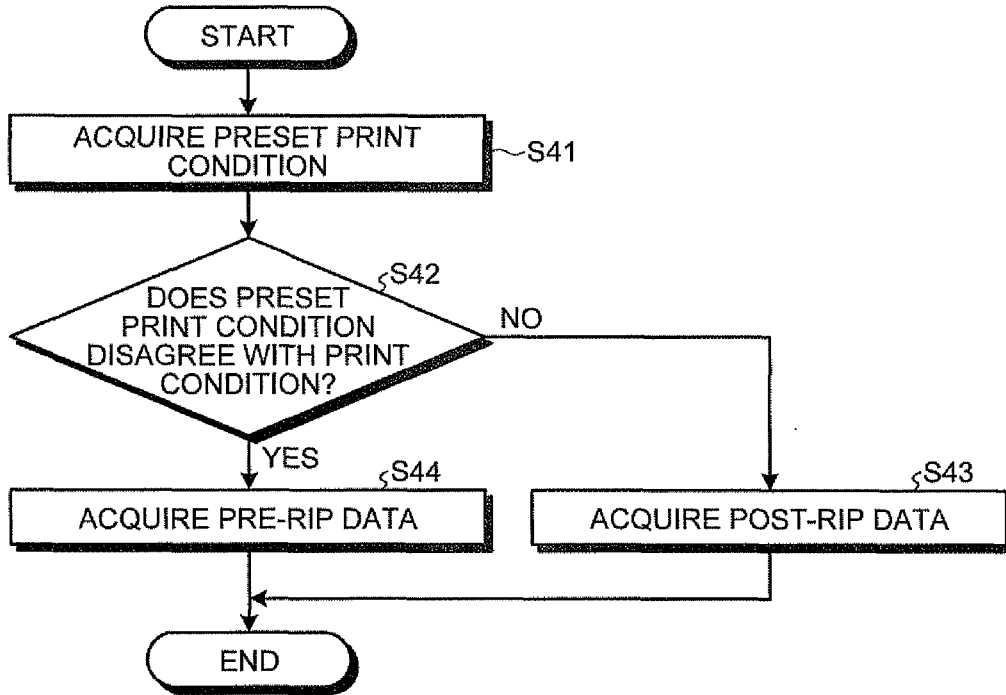 START
ACQUIRE PRESET PRINT
CONDITION
S41
S42
DOES PRESET
PRINT CONDITION
DISAGREE WITH PRINT
CONDITION?
NO
YES
S44
S43
ACQUIRE PRE-RIP DATA
ACQUIRE POST-RIP DATA
END